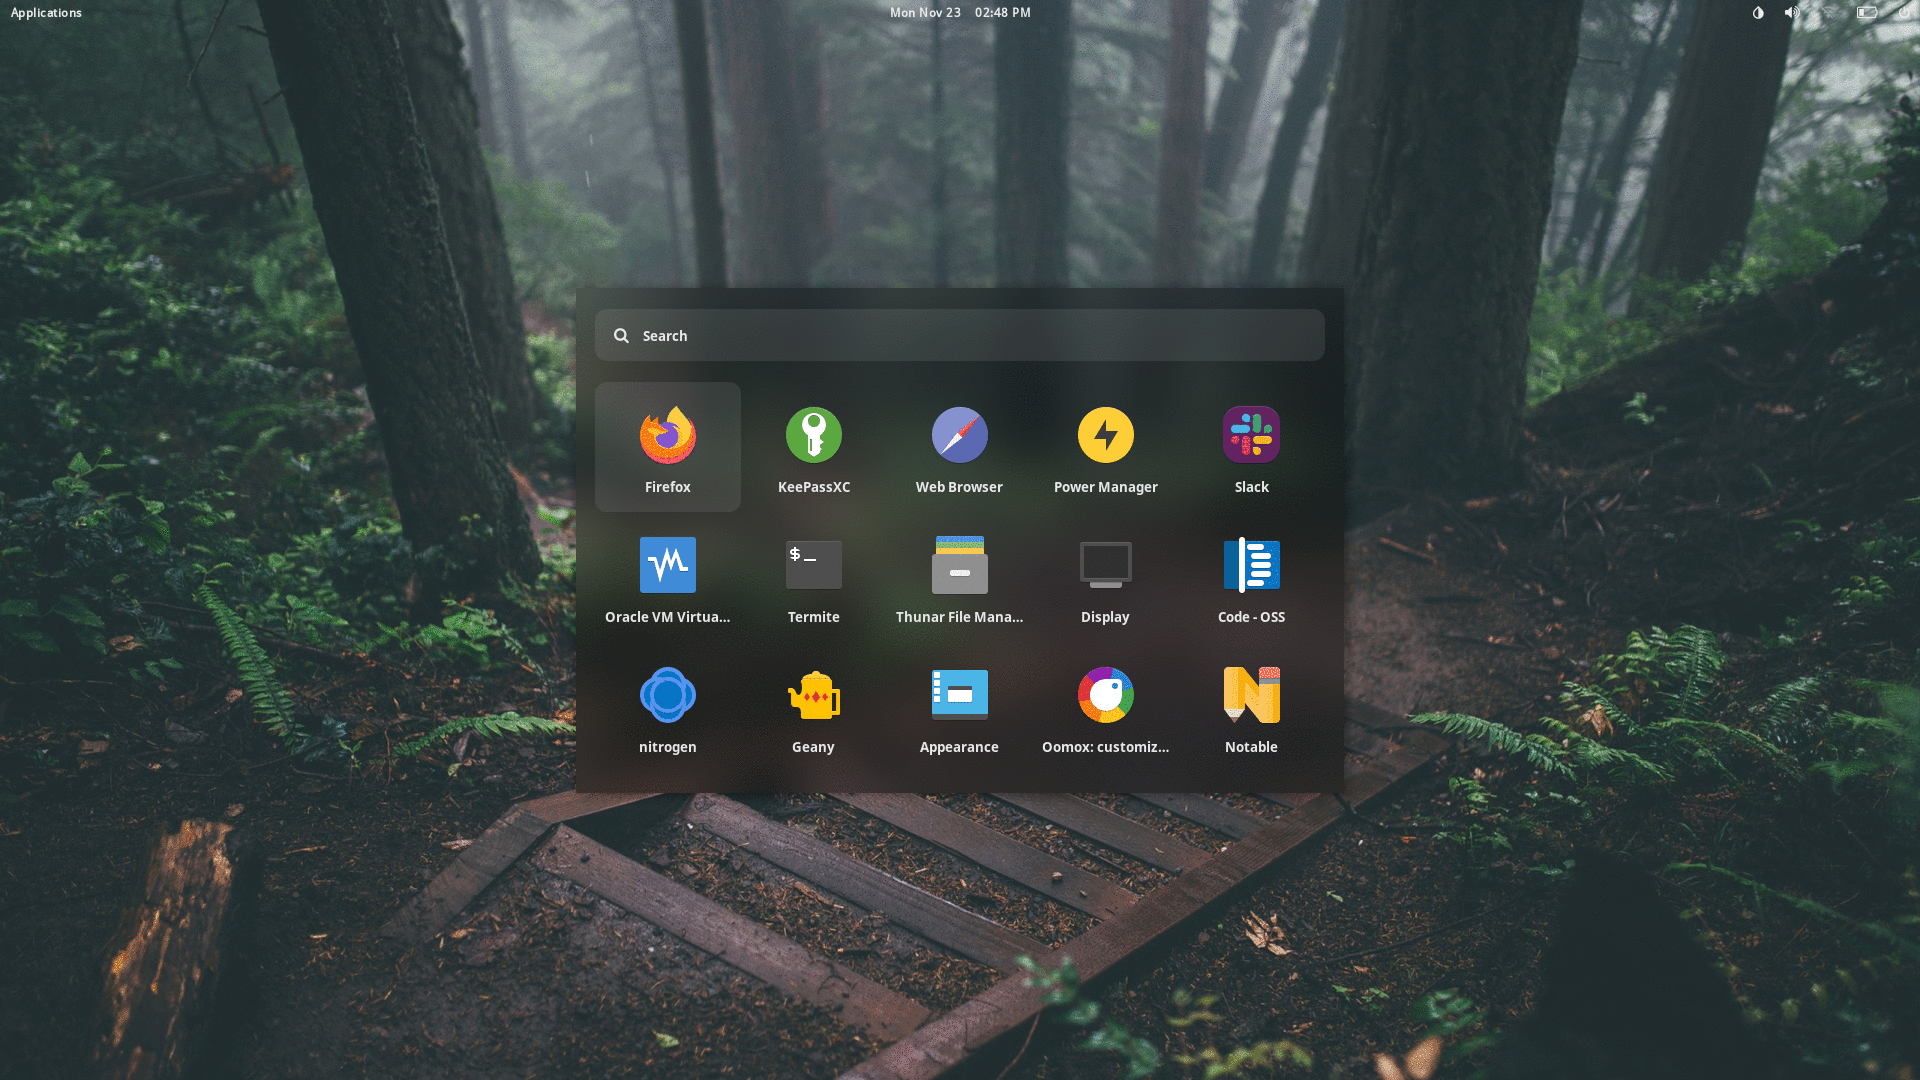 Applications
Mon Nov 23 02:48 PM
Search
Firefox
KeePassXC
Web Browser
Power Manager
Slack
$_
Oracle VM Virtua...
Termite
Thunar File Mana...
Display
Code - OSS
nitrogen
Geany
Appearance
Oomox: customiz...
Notable